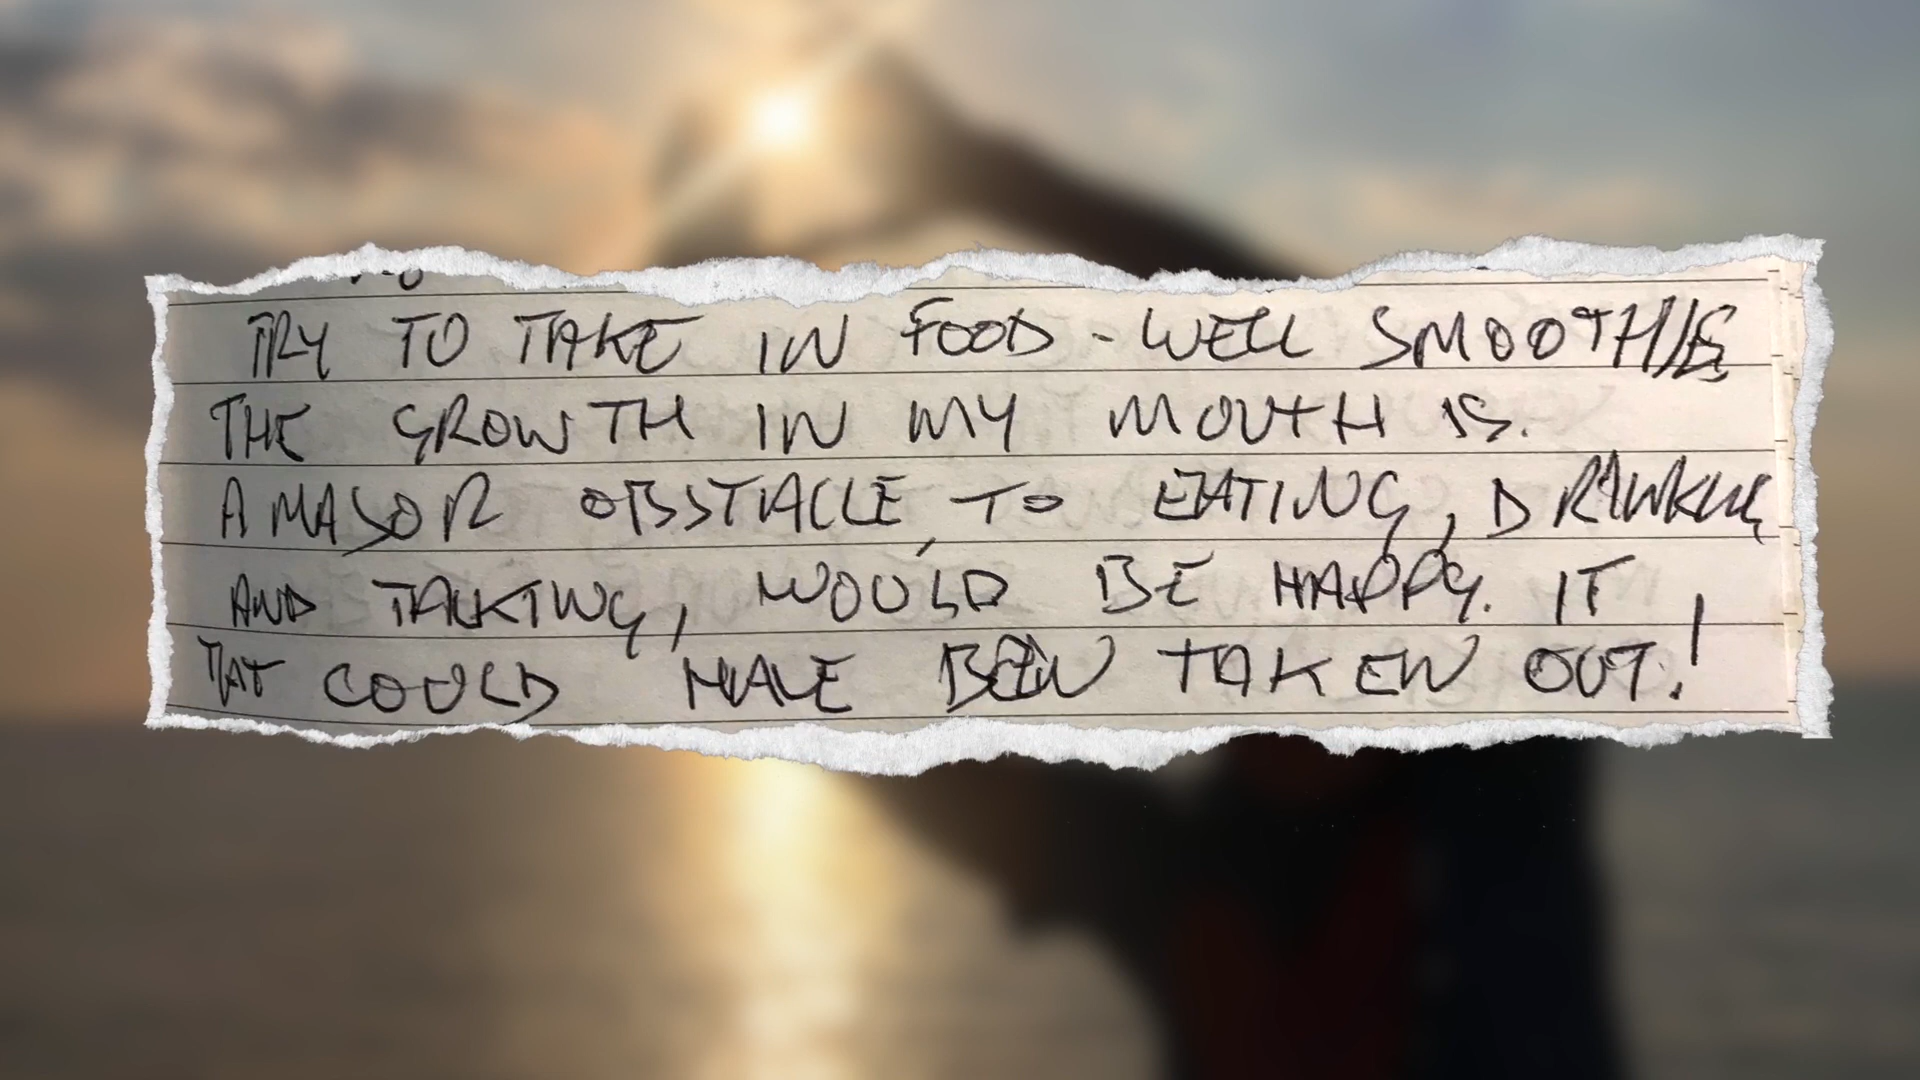 TRY TO TAKE IN FOOD - WELL SMOOTHIES
THE GROWTH IN MY MOUTH IS.
A MAJOR OBSTACLE, TO EATING, DRINKING
AND TALKING, WOULD BE HAPPY. IT
THAT COULD HAVE BEEN TAKEN OUT.!